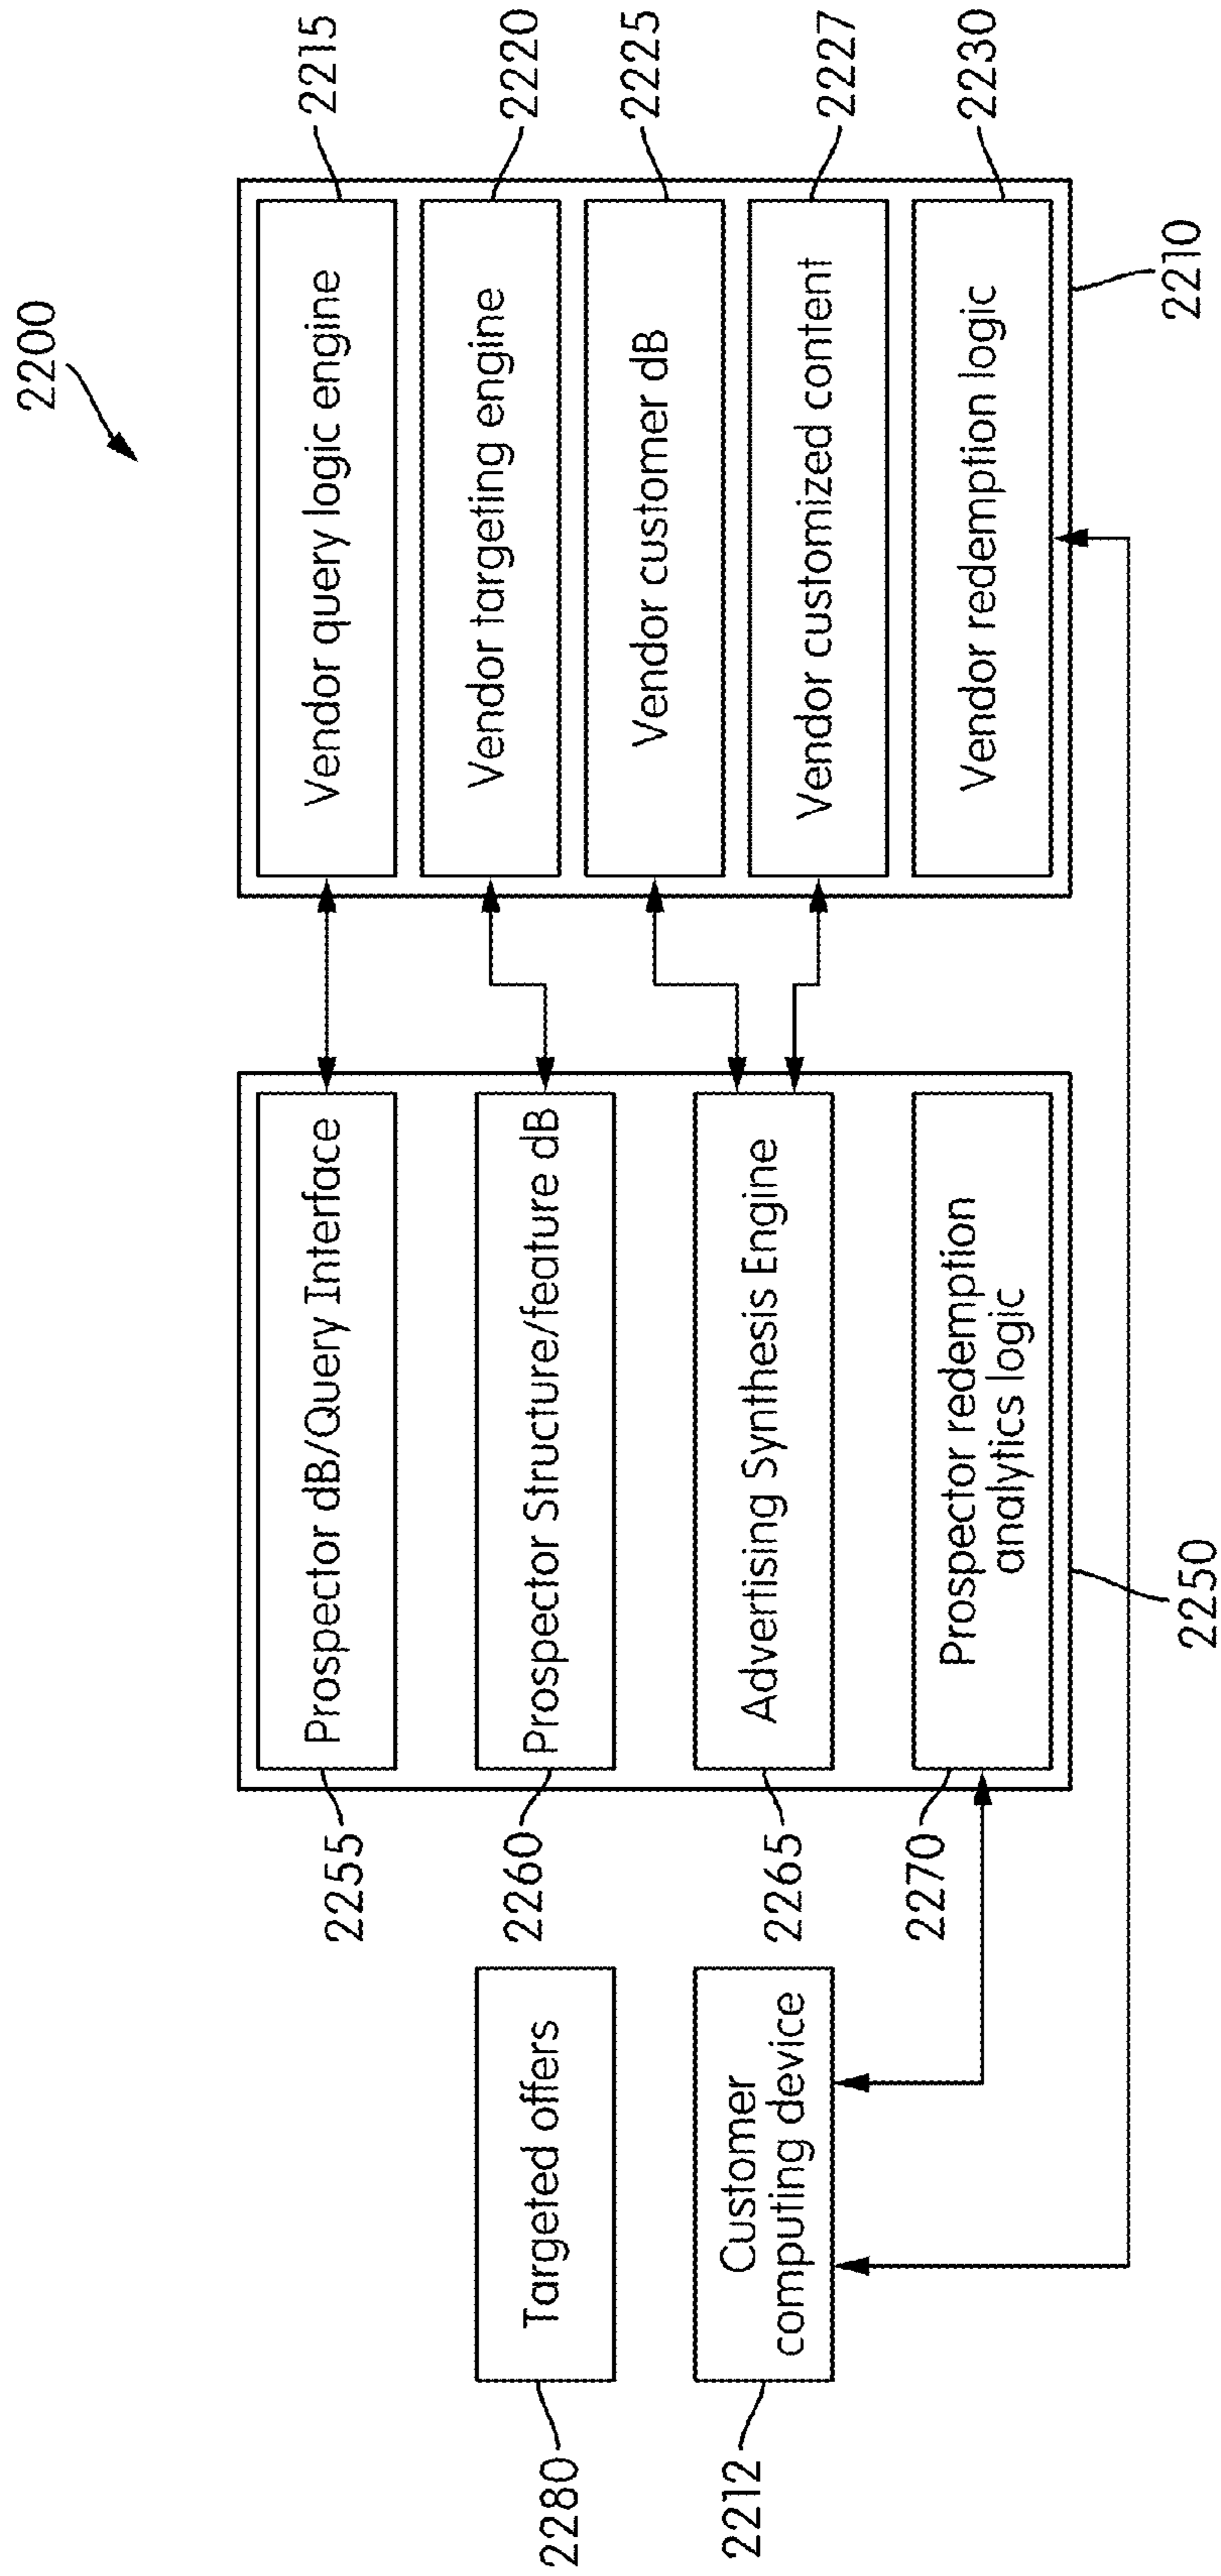 2200
Targeted offers
2280
Customer
computing device
2212
Prospector dB/Query Interface
2255
Prospector Structure/feature dB
2260
Advertising Synthesis Engine
2265
Prospector redemption
analytics logic
2270
2250
Vendor query logic engine
2215
Vendor targeting engine
2220
Vendor customer dB
2225
Vendor customized content
2227
Vendor redemption logic
2230
2210